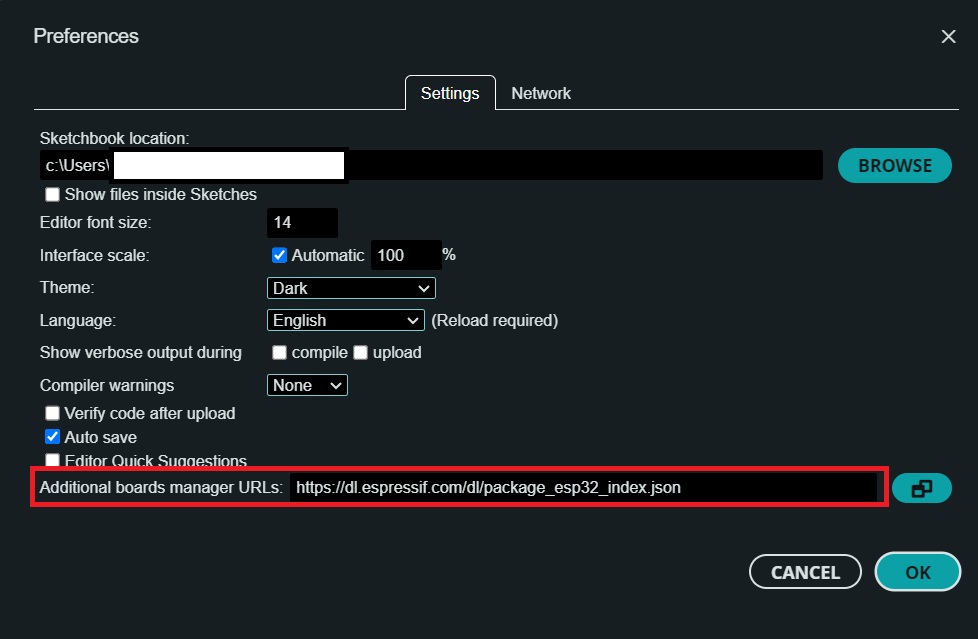 Preferences
Settings Network
Sketchbook location:
c:\Users\ BROWSE
Show files inside Sketches
Editor font size: 14
Interface scale: Automatic 100 %
Theme: Dark
Language: English (Reload required)
Show verbose output during compile upload
Compiler warnings None
Verify code after upload
Auto save
Editor Quick Suggestions
Additional boards manager URLs: https://dl.espressif.com/dl/package_esp32_index.json
CANCEL OK